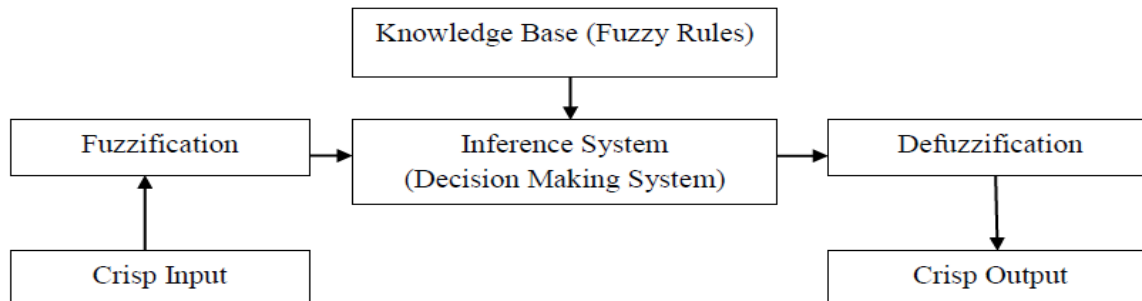 Knowledge Base (Fuzzy Rules)
Fuzzification
Inference System
(Decision Making System)
Defuzzification
Crisp Input
Crisp Output